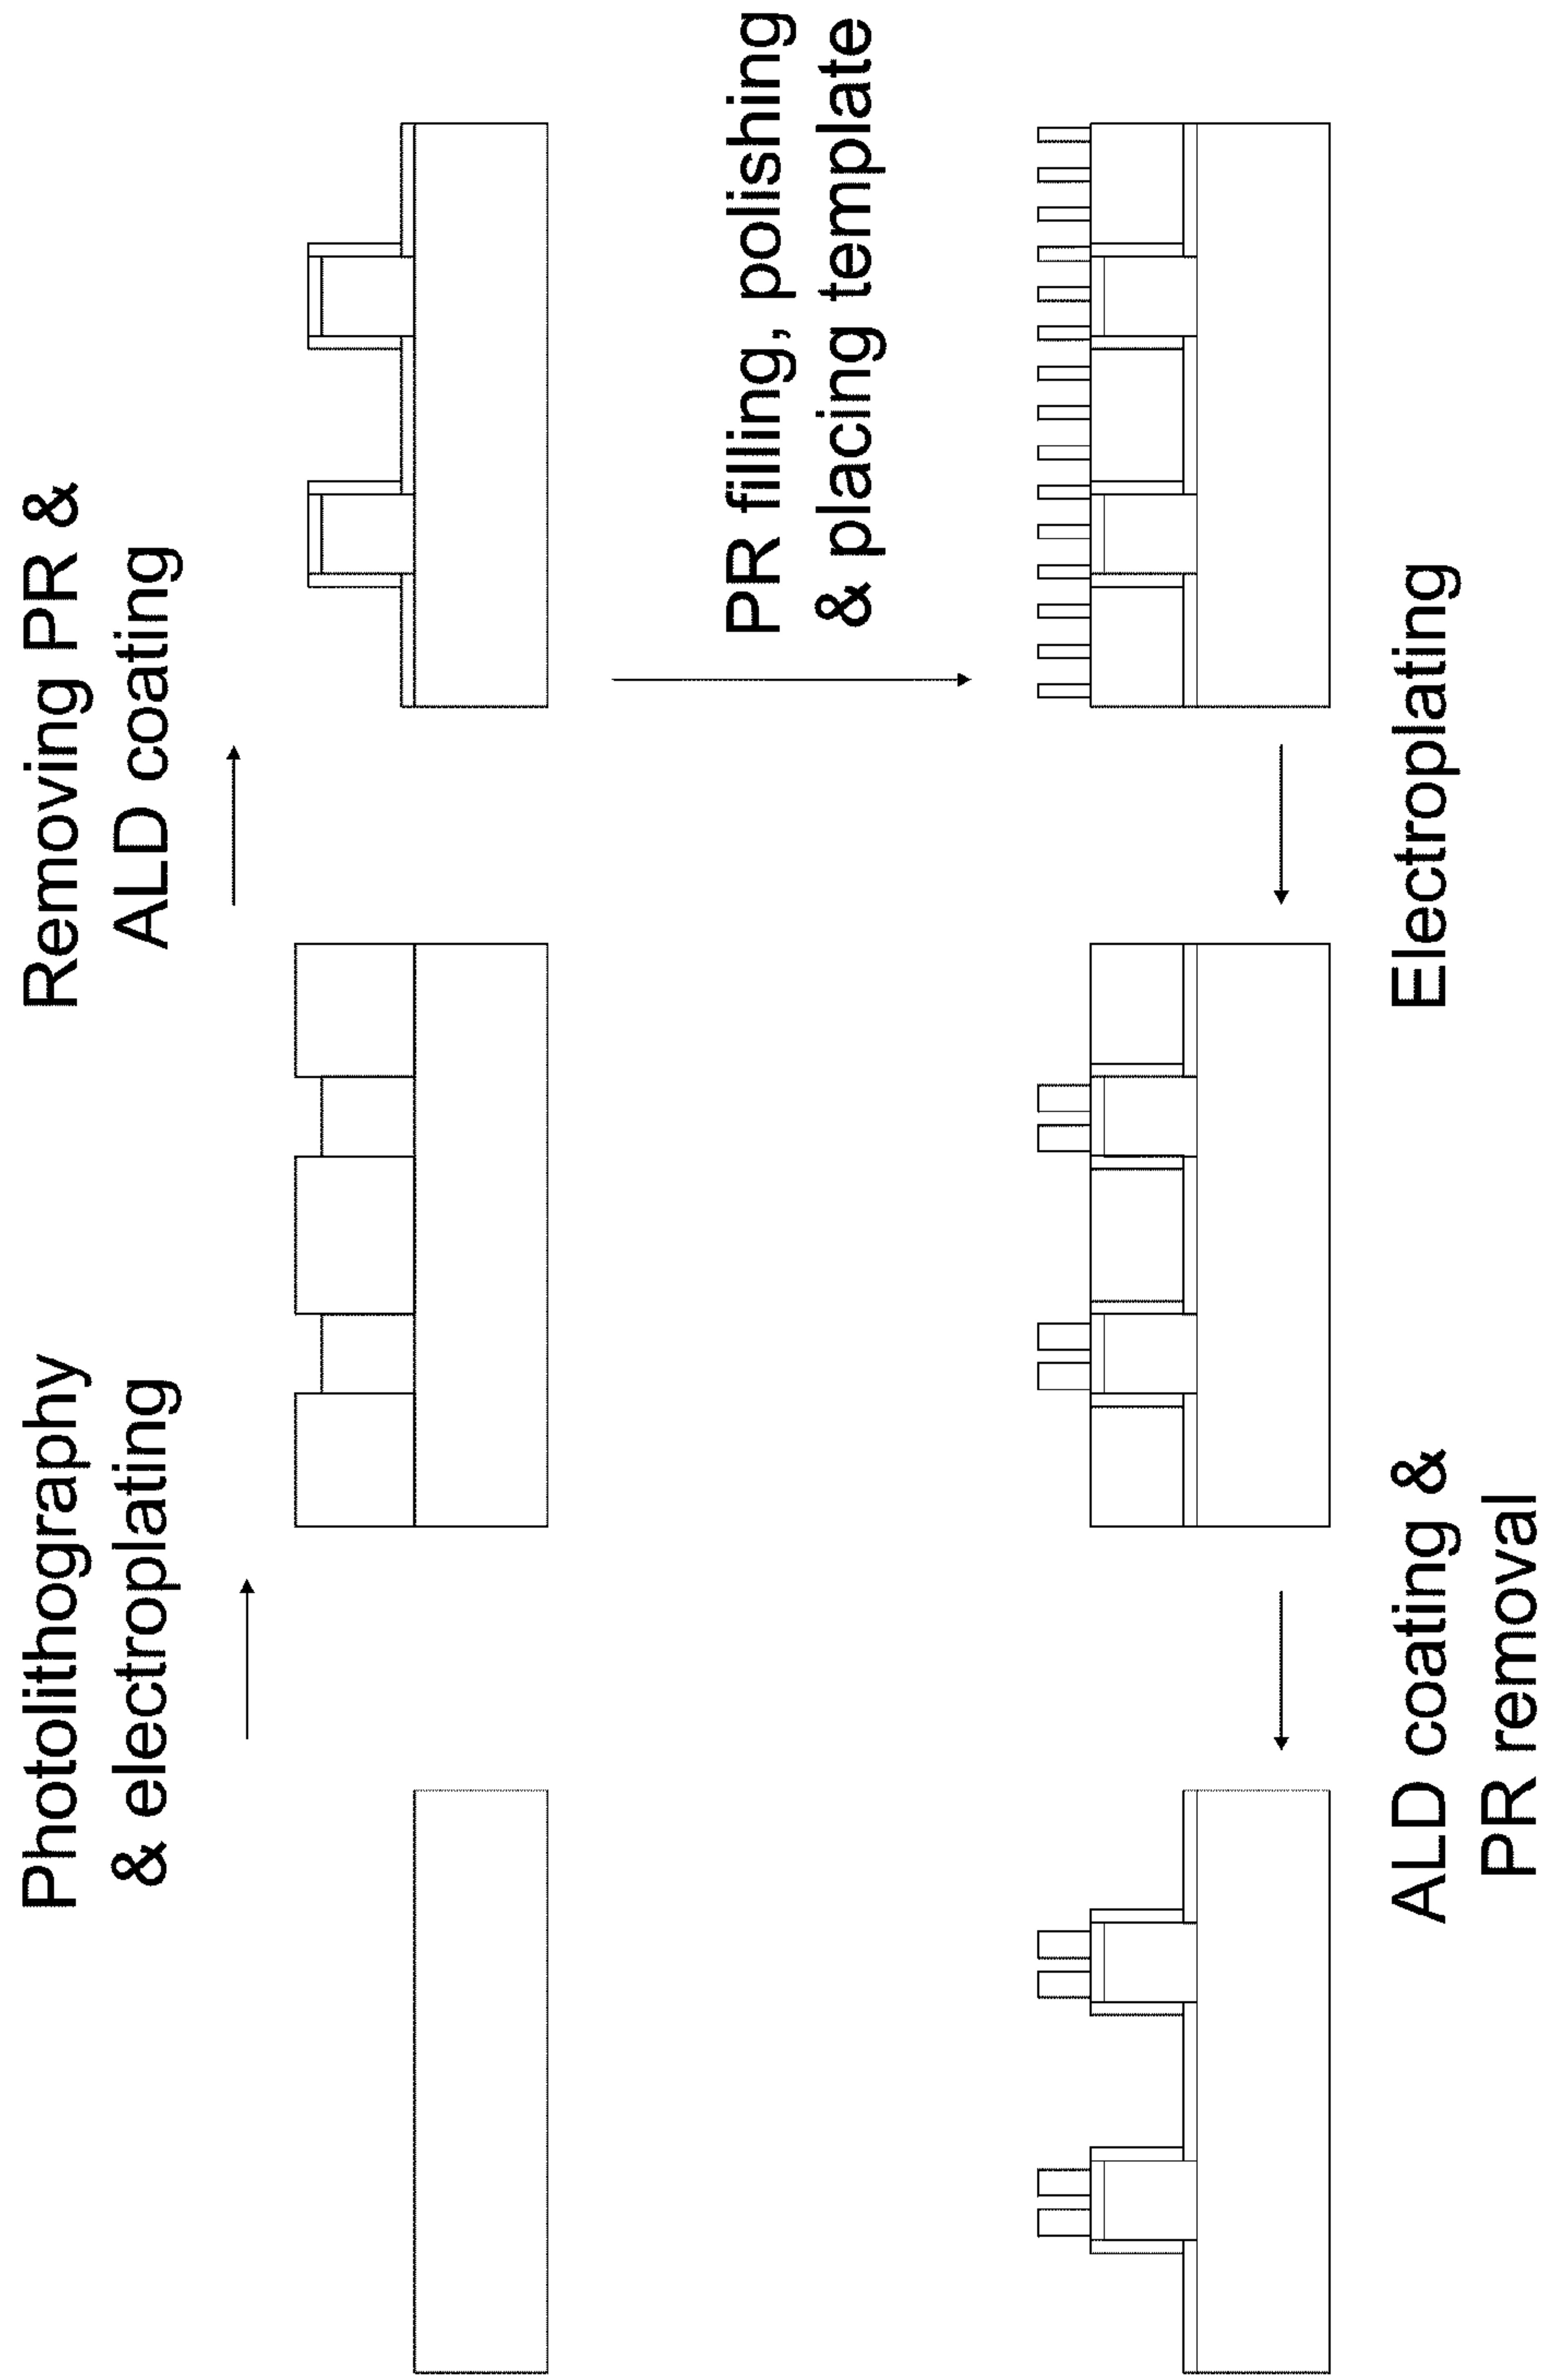 Photolithography
& electroplating
Removing PR &
ALD coating
PR filling, polishing
& placing template
Electroplating
ALD coating &
PR removal